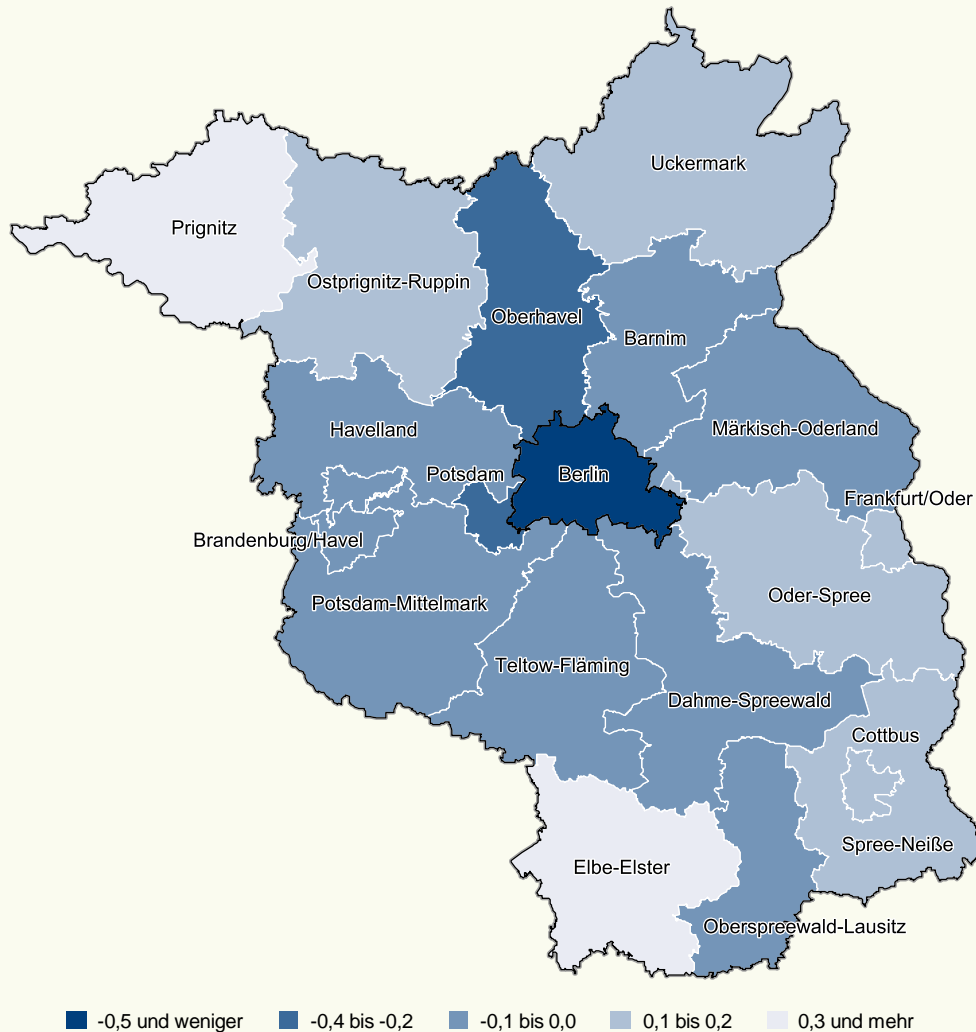 Uckermark
Prignitz
Ostprignitz-Ruppin
Oberhavel
Barnim
Havelland
Märkisch-Oderland
Potsdam
Berlin
Frankfurt/Oder
Brandenburg/Havel
Oder-Spree
Potsdam-Mittelmark
Teltow-Fläming
Dahme-Spreewald
Cottbus
Spree-Neiße
Elbe-Elster
Oberspreewald-Lausitz
-0,5 und weniger -0,4 bis -0,2 -0,1 bis 0,0 0,1 bis 0,2 0,3 und mehr